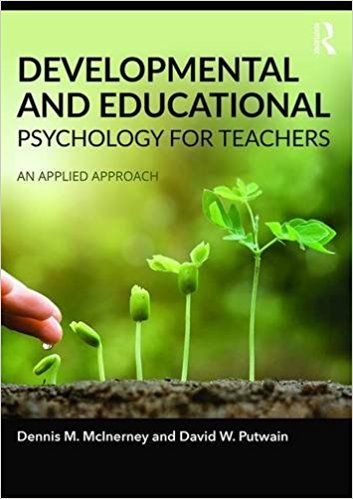 DEVELOPMENTAL
AND EDUCATIONAL
PSYCHOLOGY FOR TEACHERS
AN APPLIED APPROACH
Dennis M. McInerney and David W. Putwain